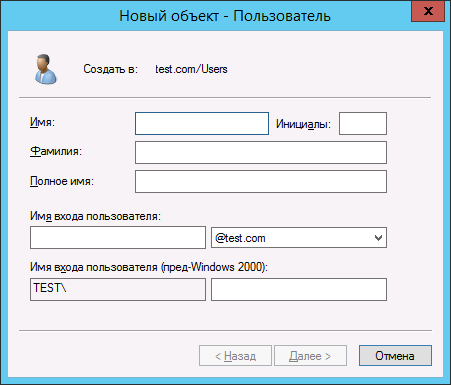 Новый объект - Пользователь
x
Создать в: test.com/Users
Имя: Инициалы:
Фамилия:
Полное имя:
Имя входа пользователя:
@test.com
Имя входа пользователя (пред-Windows 2000):
TEST\
< Назад Далее > Отмена